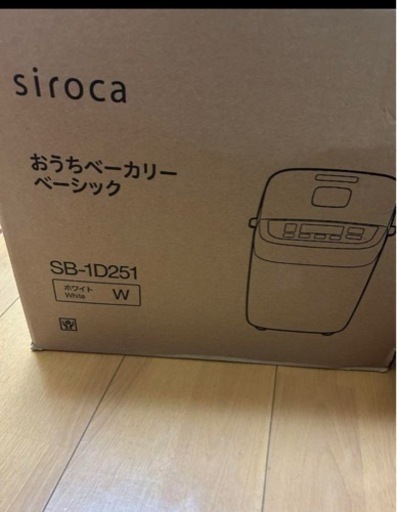 siroca
おうちベーカリー
ベーシック
SB-1D251
ホワイト
White
W